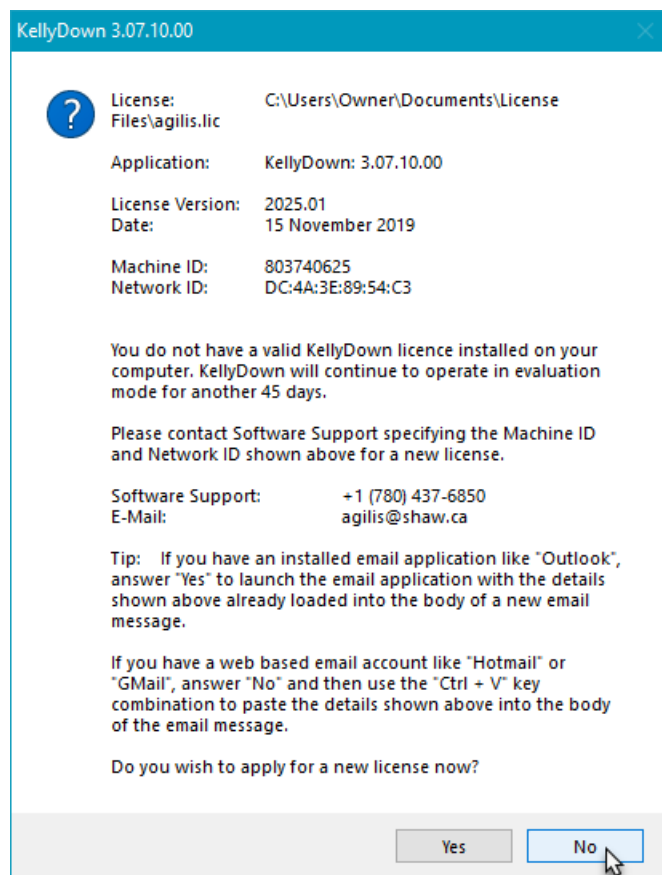 KellyDown 3.07.10.00
License: C:\Users\Owner\Documents\License
Files\agilis.lic
Application: KellyDown: 3.07.10.00
License Version: 2025.01
Date: 15 November 2019
Machine ID: 803740625
Network ID: DC:4A:3E:89:54:C3
You do not have a valid KellyDown licence installed on your
computer. KellyDown will continue to operate in evaluation
mode for another 45 days.
Please contact Software Support specifying the Machine ID
and Network ID shown above for a new license.
Software Support: +1 (780) 437-6850
E-Mail: agilis@shaw.ca
Tip: If you have an installed email application like "Outlook",
answer "Yes" to launch the email application with the details
shown above already loaded into the body of a new email
message.
If you have a web based email account like "Hotmail" or
"GMail", answer "No" and then use the "Ctrl + V" key
combination to paste the details shown above into the body
of the email message.
Do you wish to apply for a new license now?
Yes No